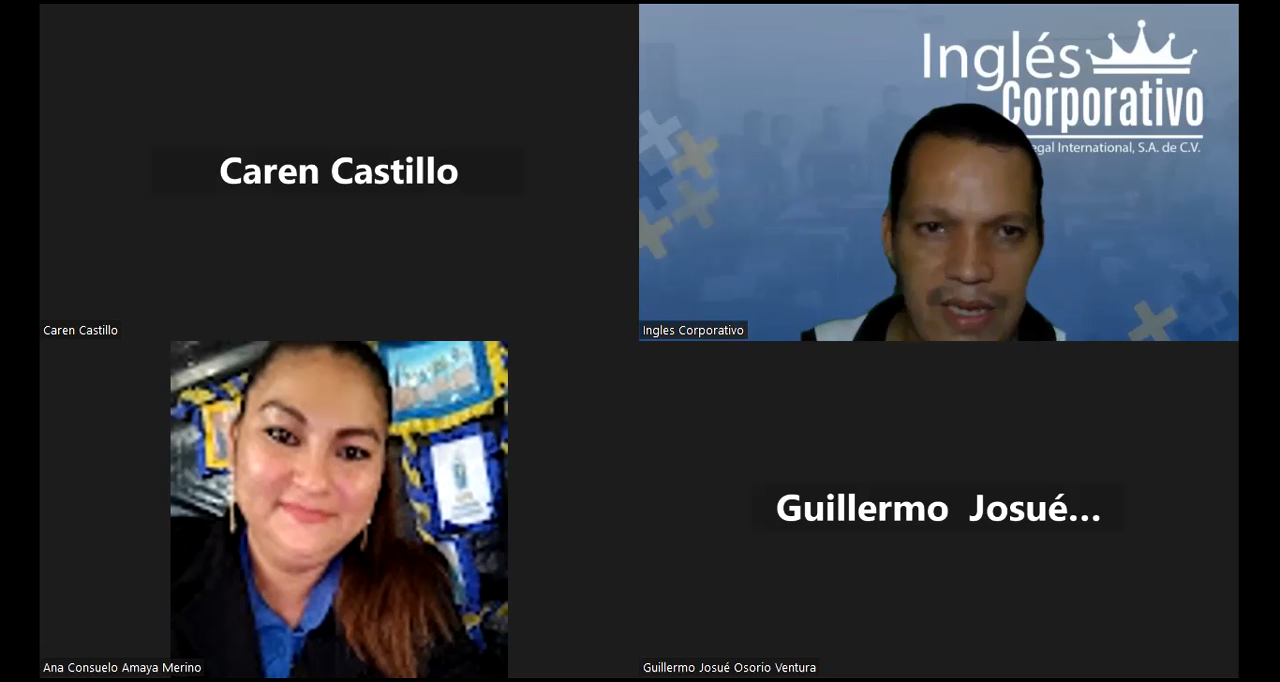 Caren Castillo
Caren Castillo
Inglés
Corporativo
egal International, S.A. de C.V.
Ingles Corporativo
Ana Consuelo Amaya Merino
Guillermo Josué...
Guillermo Josué Osorio Ventura